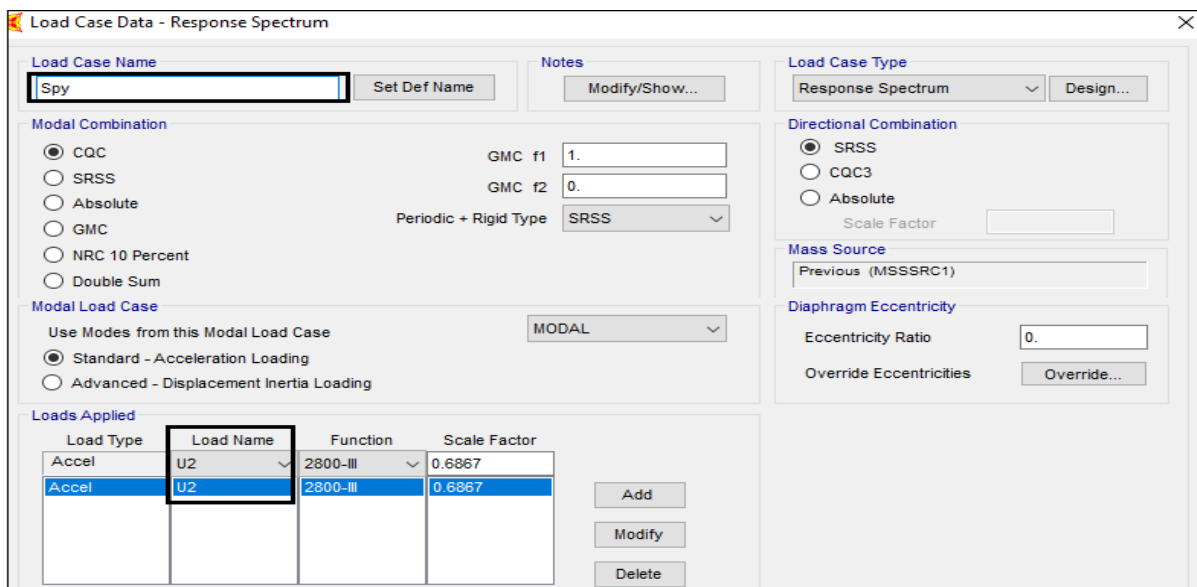 Load Case Data - Response Spectrum
Load Case Name
Spy
Set Def Name
Notes
Modify/Show...
Load Case Type
Response Spectrum
Design...
Modal Combination
CQC
SRSS
Absolute
GMC
NRC 10 Percent
Double Sum
GMC f1 1.
GMC f2 0.
Periodic + Rigid Type SRSS
Directional Combination
SRSS
CQC3
Absolute
Scale Factor
Mass Source
Previous (MSSSRC1)
Modal Load Case
Use Modes from this Modal Load Case MODAL
Standard - Acceleration Loading
Advanced - Displacement Inertia Loading
Diaphragm Eccentricity
Eccentricity Ratio 0.
Override Eccentricities Override...
Loads Applied
Load Type Load Name Function Scale Factor
Accel U2 2800-III 0.6867
Accel U2 2800-III 0.6867
Add
Modify
Delete